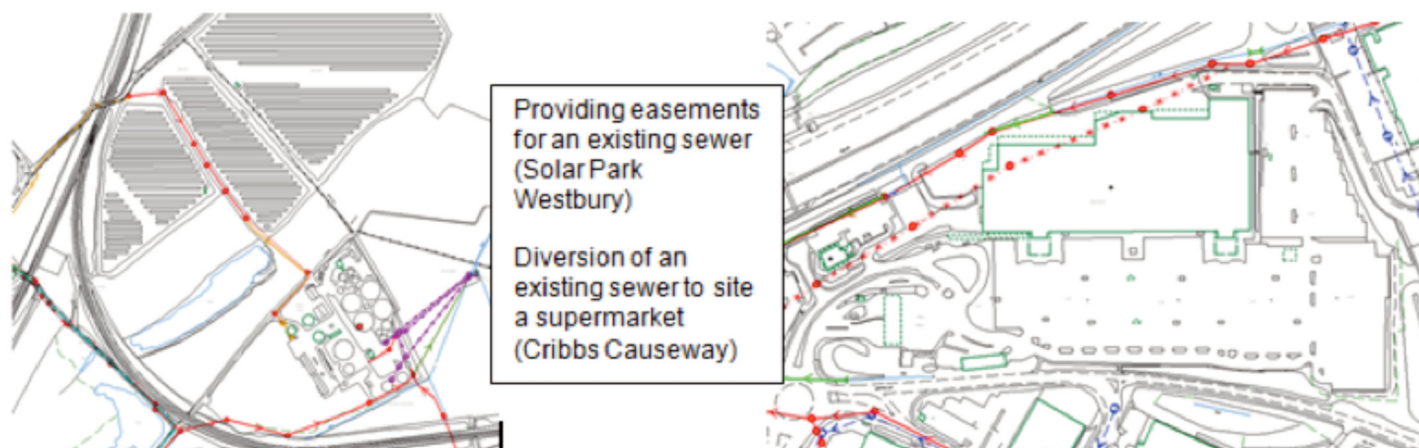 Providing easements
for an existing sewer
(Solar Park
Westbury)
Diversion of an
existing sewer to site
a supermarket
(Cribbs Causeway)